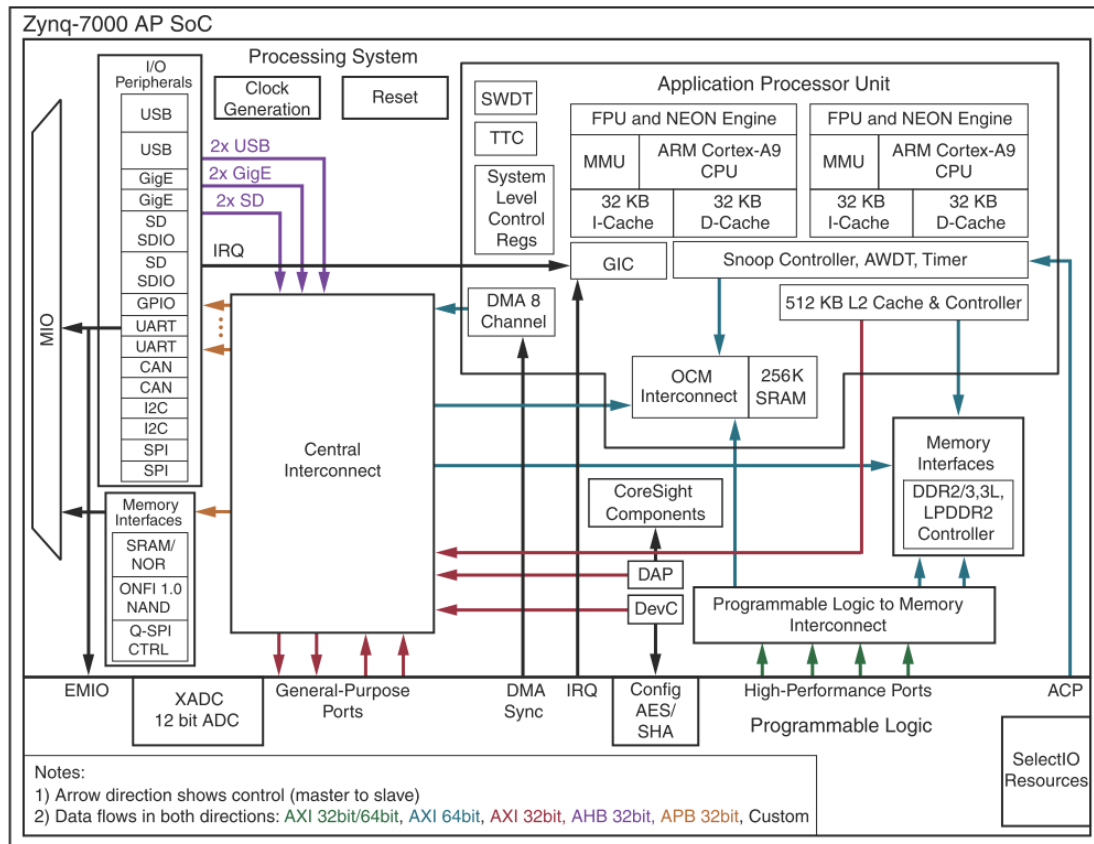 Zynq-7000 AP SoC
Processing System
I/O
Peripherals
USB
USB
GigE
GigE
SD
SDIO
SD
SDIO
GPIO
UART
UART
CAN
CAN
I2C
I2C
SPI
SPI
MIO
Clock
Generation
Reset
2x USB
2x GigE
2x SD
IRQ
Application Processor Unit
SWDT
TTC
System
Level
Control
Regs
FPU and NEON Engine
MMU
ARM Cortex-A9
CPU
32 KB
I-Cache
32 KB
D-Cache
FPU and NEON Engine
MMU
ARM Cortex-A9
CPU
32 KB
I-Cache
32 KB
D-Cache
GIC
Snoop Controller, AWDT, Timer
DMA 8
Channel
512 KB L2 Cache & Controller
OCM
Interconnect
256K
SRAM
Central
Interconnect
Memory
Interfaces
DDR2/3,3L,
LPDDR2
Controller
CoreSight
Components
DAP
DevC
Programmable Logic to Memory
Interconnect
Memory
Interfaces
SRAM/
NOR
ONFI 1.0
NAND
Q-SPI
CTRL
EMIO
XADC
12 bit ADC
General-Purpose
Ports
DMA
Sync
IRQ
Config
AES/
SHA
High-Performance Ports
ACP
Programmable Logic
SelectIO
Resources
Notes:
1) Arrow direction shows control (master to slave)
2) Data flows in both directions: AXI 32bit/64bit, AXI 64bit, AXI 32bit, AHB 32bit, APB 32bit, Custom